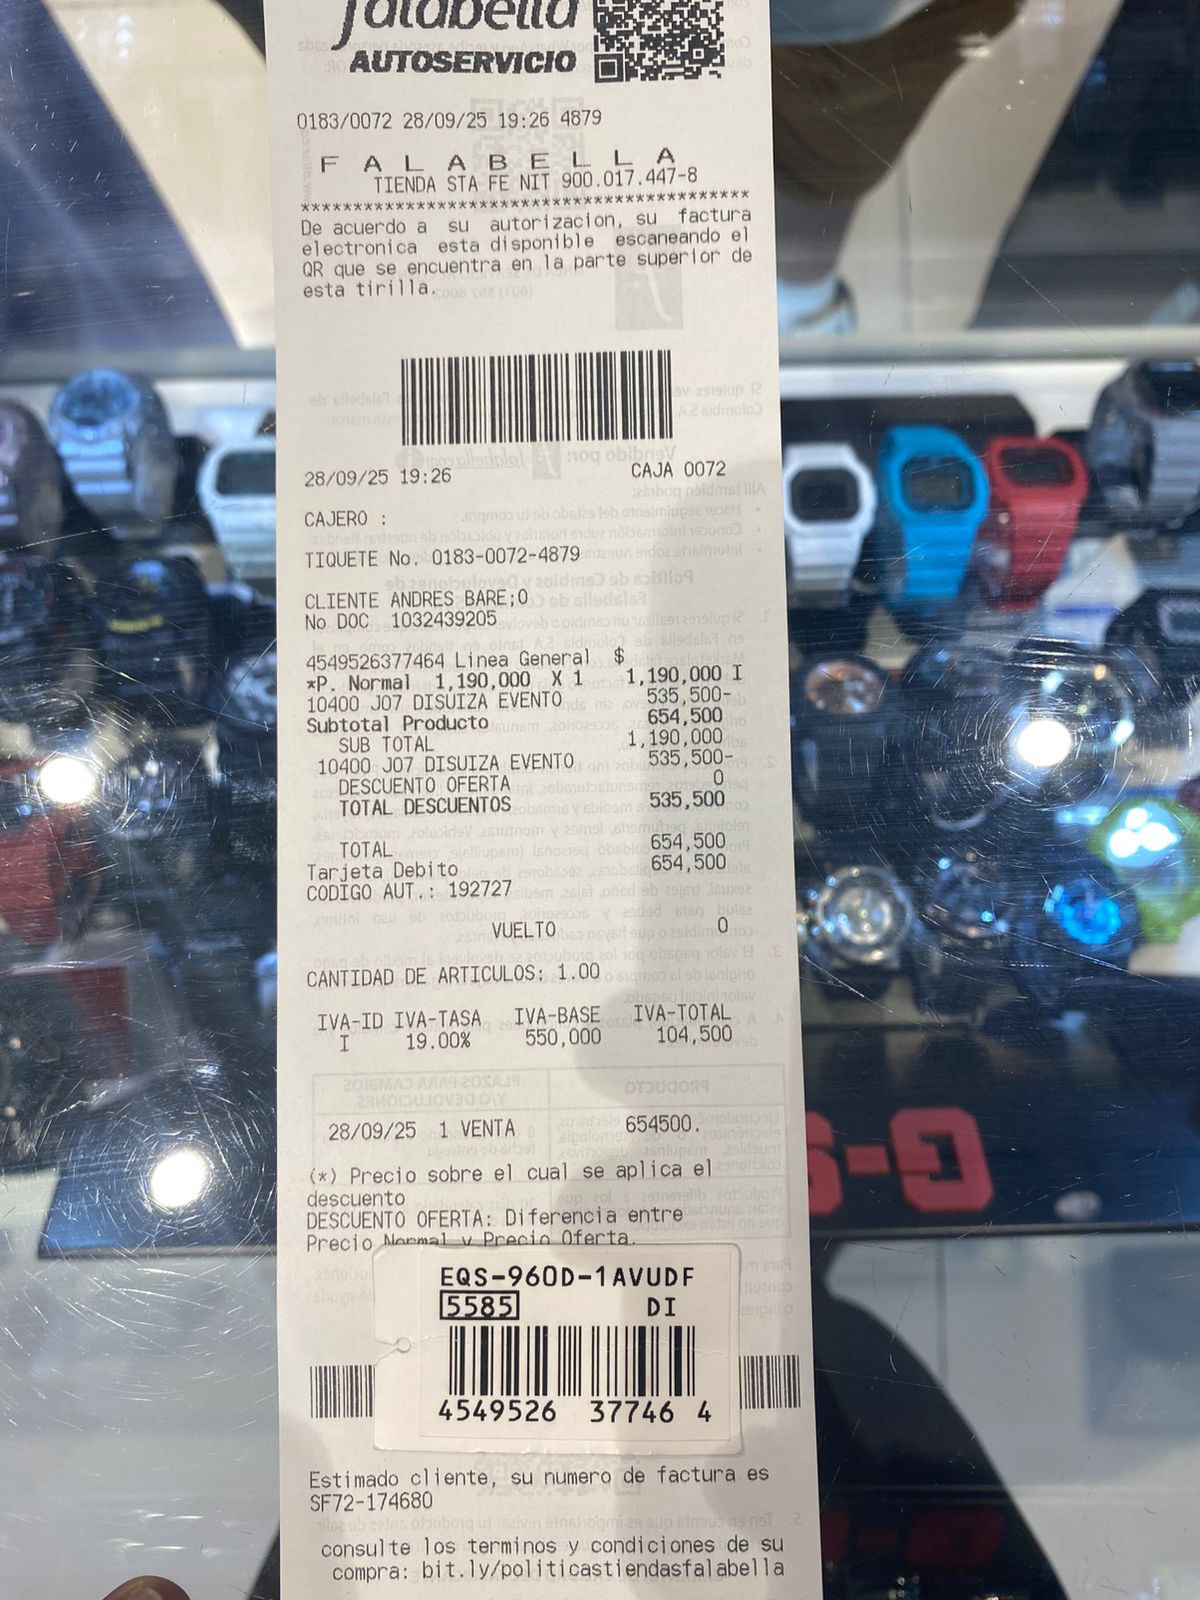 falabella
AUTOSERVICIO
0183/0072 28/09/25 19:26 4879
F A L A B E L L A
TIENDA STA FE NIT 900.017.447-8
******************************************
De acuerdo a su autorizacion, su factura
electronica esta disponible escaneando el
QR que se encuentra en la parte superior de
esta tirilla.
28/09/25 19:26 CAJA 0072
CAJERO :
TIQUETE No. 0183-0072-4879
CLIENTE ANDRES BARE;O
No DOC 1032439205
4549526377464 Linea General $
*P. Normal 1,190,000 X 1 1,190,000 I
10400 J07 DISUIZA EVENTO 535,500-
Subtotal Producto 654,500
SUB TOTAL 1,190,000
10400 J07 DISUIZA EVENTO 535,500-
DESCUENTO OFERTA 0
TOTAL DESCUENTOS 535,500
TOTAL 654,500
Tarjeta Debito 654,500
CODIGO AUT.: 192727
VUELTO 0
CANTIDAD DE ARTICULOS: 1.00
IVA-ID IVA-TASA IVA-BASE IVA-TOTAL
I 19.00% 550,000 104,500
28/09/25 1 VENTA 654500.
(*) Precio sobre el cual se aplica el
descuento
DESCUENTO OFERTA: Diferencia entre
Precio Normal y Precio Oferta.
EQS-960D-1AVUDF
5585 DI
4549526 37746 4
Estimado cliente, su numero de factura es
SF72-174680
consulte los terminos y condiciones de su
compra: bit.ly/politicastiendasfalabella
G-S